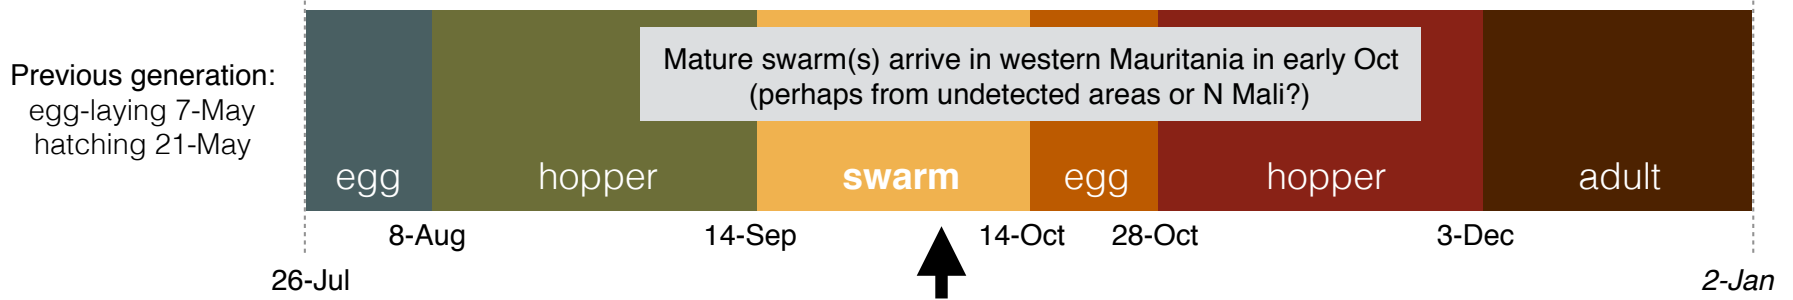 Previous generation:
egg-laying 7-May
hatching 21-May
Mature swarm(s) arrive in western Mauritania in early Oct
(perhaps from undetected areas or N Mali?)
egg
hopper
swarm
egg
hopper
adult
8-Aug
14-Sep
14-Oct
28-Oct
3-Dec
26-Jul
2-Jan